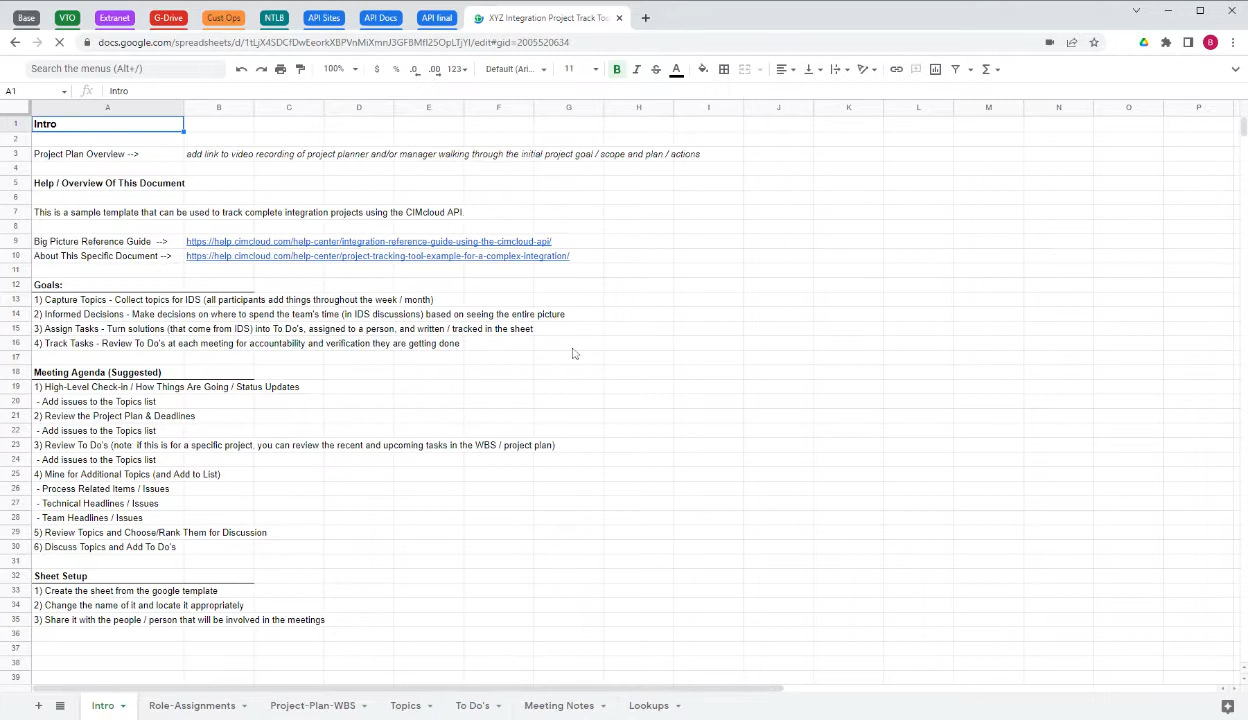 Base VTO Extranet G-Drive Cust Ops NTLB API Sites API Docs API final XYZ Integration Project Track Too
docs.google.com/spreadsheets/d/1tLjX4SDCfDwEeorkXBPVnMiXmnJ3GFBMfI25OpLTjYI/edit#gid=2005520634 B
Search the menus (Alt+/) 100% $ % .0 .00 123 Default (Ari... 11 B I S A
A1 fx Intro
A B C D E F G H I J K L M N O P
1 Intro
2
3 Project Plan Overview --> add link to video recording of project planner and/or manager walking through the initial project goal / scope and plan / actions
4
5 Help / Overview Of This Document
6
7 This is a sample template that can be used to track complete integration projects using the CIMcloud API.
8
9 Big Picture Reference Guide --> https://help.cimcloud.com/help-center/integration-reference-guide-using-the-cimcloud-api/
10 About This Specific Document --> https://help.cimcloud.com/help-center/project-tracking-tool-example-for-a-complex-integration/
11
12 Goals:
13 1) Capture Topics - Collect topics for IDS (all participants add things throughout the week / month)
14 2) Informed Decisions - Make decisions on where to spend the team's time (in IDS discussions) based on seeing the entire picture
15 3) Assign Tasks - Turn solutions (that come from IDS) into To Do's, assigned to a person, and written / tracked in the sheet
16 4) Track Tasks - Review To Do's at each meeting for accountability and verification they are getting done
17
18 Meeting Agenda (Suggested)
19 1) High-Level Check-in / How Things Are Going / Status Updates
20 - Add issues to the Topics list
21 2) Review the Project Plan & Deadlines
22 - Add issues to the Topics list
23 3) Review To Do's (note: if this is for a specific project, you can review the recent and upcoming tasks in the WBS / project plan)
24 - Add issues to the Topics list
25 4) Mine for Additional Topics (and Add to List)
26 - Process Related Items / Issues
27 - Technical Headlines / Issues
28 - Team Headlines / Issues
29 5) Review Topics and Choose/Rank Them for Discussion
30 6) Discuss Topics and Add To Do's
31
32 Sheet Setup
33 1) Create the sheet from the google template
34 2) Change the name of it and locate it appropriately
35 3) Share it with the people / person that will be involved in the meetings
36
37
38
39
Intro Role-Assignments Project-Plan-WBS Topics To Do's Meeting Notes Lookups